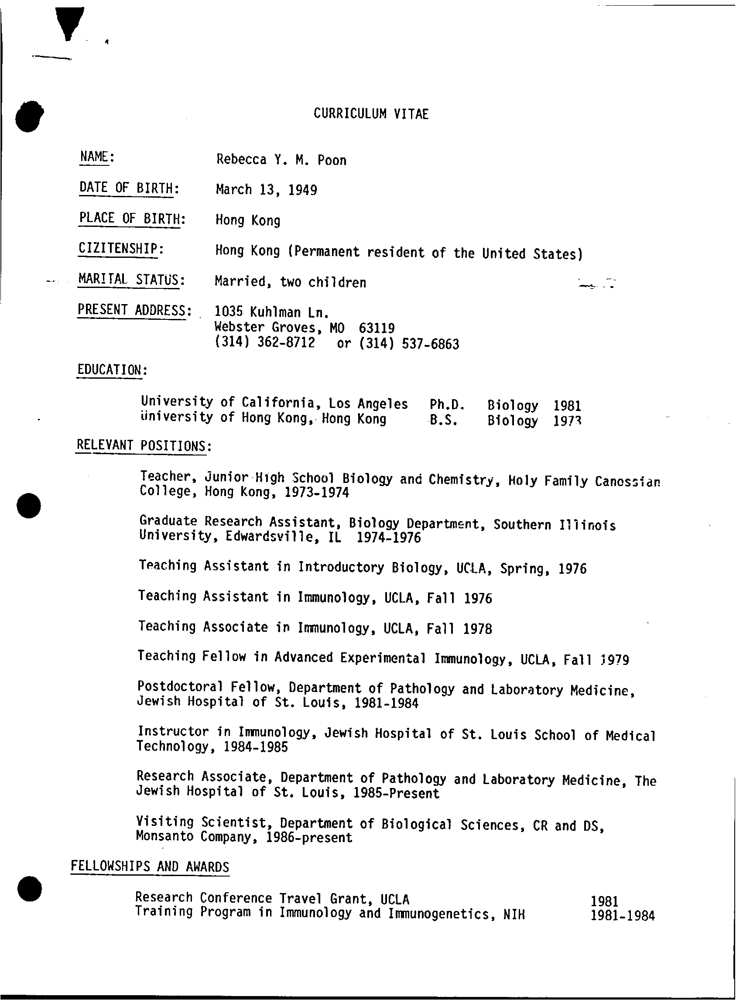 CURRICULUM VITAE
NAME: Rebecca Y. M. Poon
DATE OF BIRTH: March 13, 1949
PLACE OF BIRTH: Hong Kong
CIZITENSHIP: Hong Kong (Permanent resident of the United States)
MARITAL STATUS: Married, two children
PRESENT ADDRESS: 1035 Kuhlman Ln.
Webster Groves, MO 63119
(314) 362-8712 or (314) 537-6863
EDUCATION:
University of California, Los Angeles Ph.D. Biology 1981
University of Hong Kong, Hong Kong B.S. Biology 1973
RELEVANT POSITIONS:
Teacher, Junior High School Biology and Chemistry, Holy Family Canossian
College, Hong Kong, 1973-1974
Graduate Research Assistant, Biology Department, Southern Illinois
University, Edwardsville, IL 1974-1976
Teaching Assistant in Introductory Biology, UCLA, Spring, 1976
Teaching Assistant in Immunology, UCLA, Fall 1976
Teaching Associate in Immunology, UCLA, Fall 1978
Teaching Fellow in Advanced Experimental Immunology, UCLA, Fall 1979
Postdoctoral Fellow, Department of Pathology and Laboratory Medicine,
Jewish Hospital of St. Louis, 1981-1984
Instructor in Immunology, Jewish Hospital of St. Louis School of Medical
Technology, 1984-1985
Research Associate, Department of Pathology and Laboratory Medicine, The
Jewish Hospital of St. Louis, 1985-Present
Visiting Scientist, Department of Biological Sciences, CR and DS,
Monsanto Company, 1986-present
FELLOWSHIPS AND AWARDS
Research Conference Travel Grant, UCLA 1981
Training Program in Immunology and Immunogenetics, NIH 1981-1984